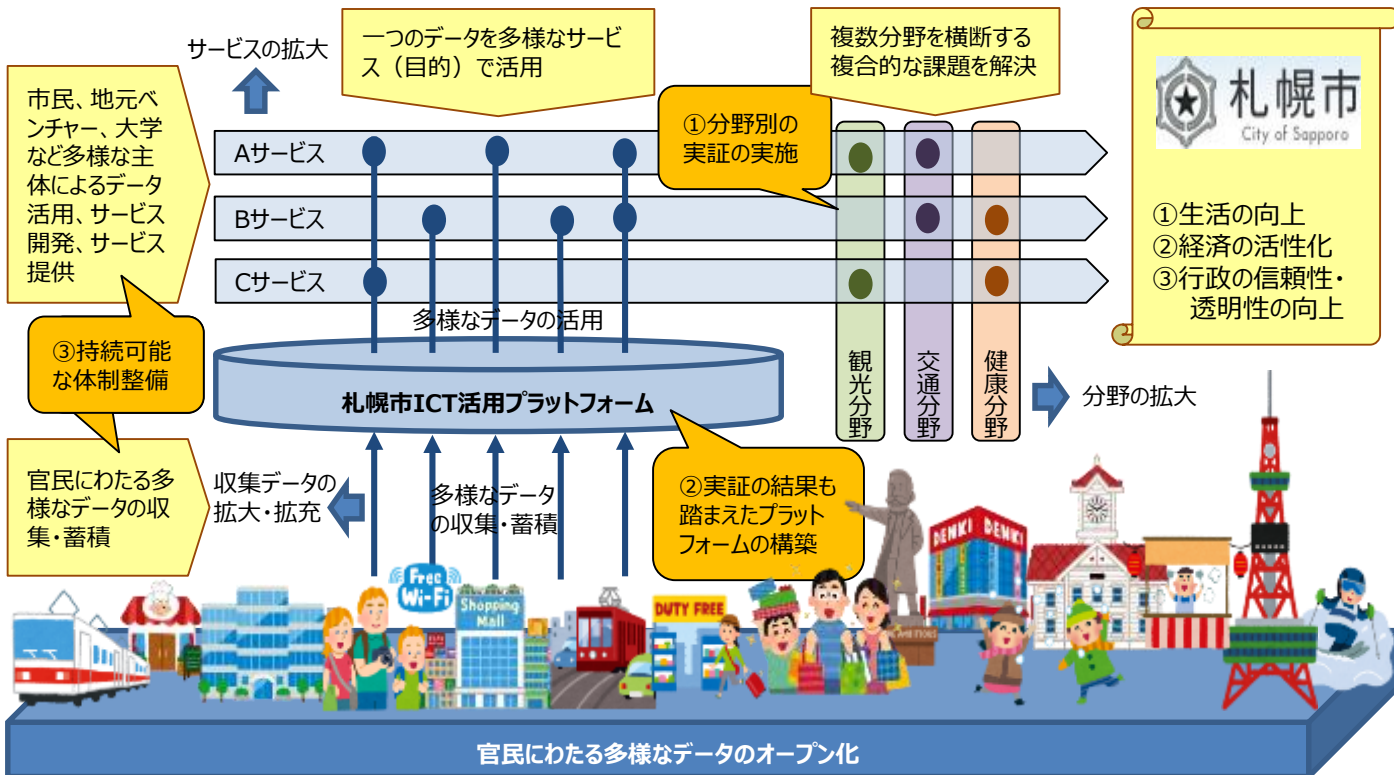 サービスの拡大
一つのデータを多様なサービ
ス（目的）で活用
複数分野を横断する
複合的な課題を解決
札幌市
City of Sapporo
①生活の向上
②経済の活性化
③行政の信頼性・
透明性の向上
市民、地元ベ
ンチャー、大学
など多様な主
体によるデータ
活用、サービス
開発、サービス
提供
①分野別の
実証の実施
Aサービス
Bサービス
Cサービス
多様なデータの活用
③持続可能
な体制整備
札幌市ICT活用プラットフォーム
観光分野
交通分野
健康分野
分野の拡大
官民にわたる多
様なデータの収
集・蓄積
収集データの
拡大・拡充
多様なデータ
の収集・蓄積
②実証の結果も
踏まえたプラット
フォームの構築
Free
Wi-Fi
Shopping
Mall
DUTY FREE
DENKI
DENKI
官民にわたる多様なデータのオープン化